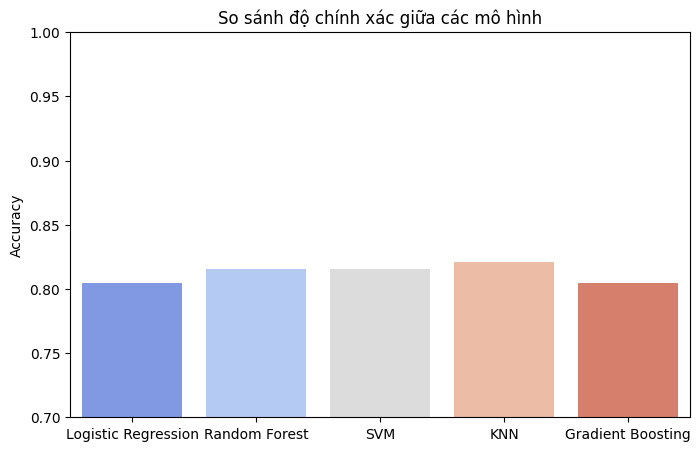 So sánh độ chính xác giữa các mô hình
Accuracy
1.00
0.95
0.90
0.85
0.80
0.75
0.70
Logistic Regression Random Forest SVM KNN Gradient Boosting